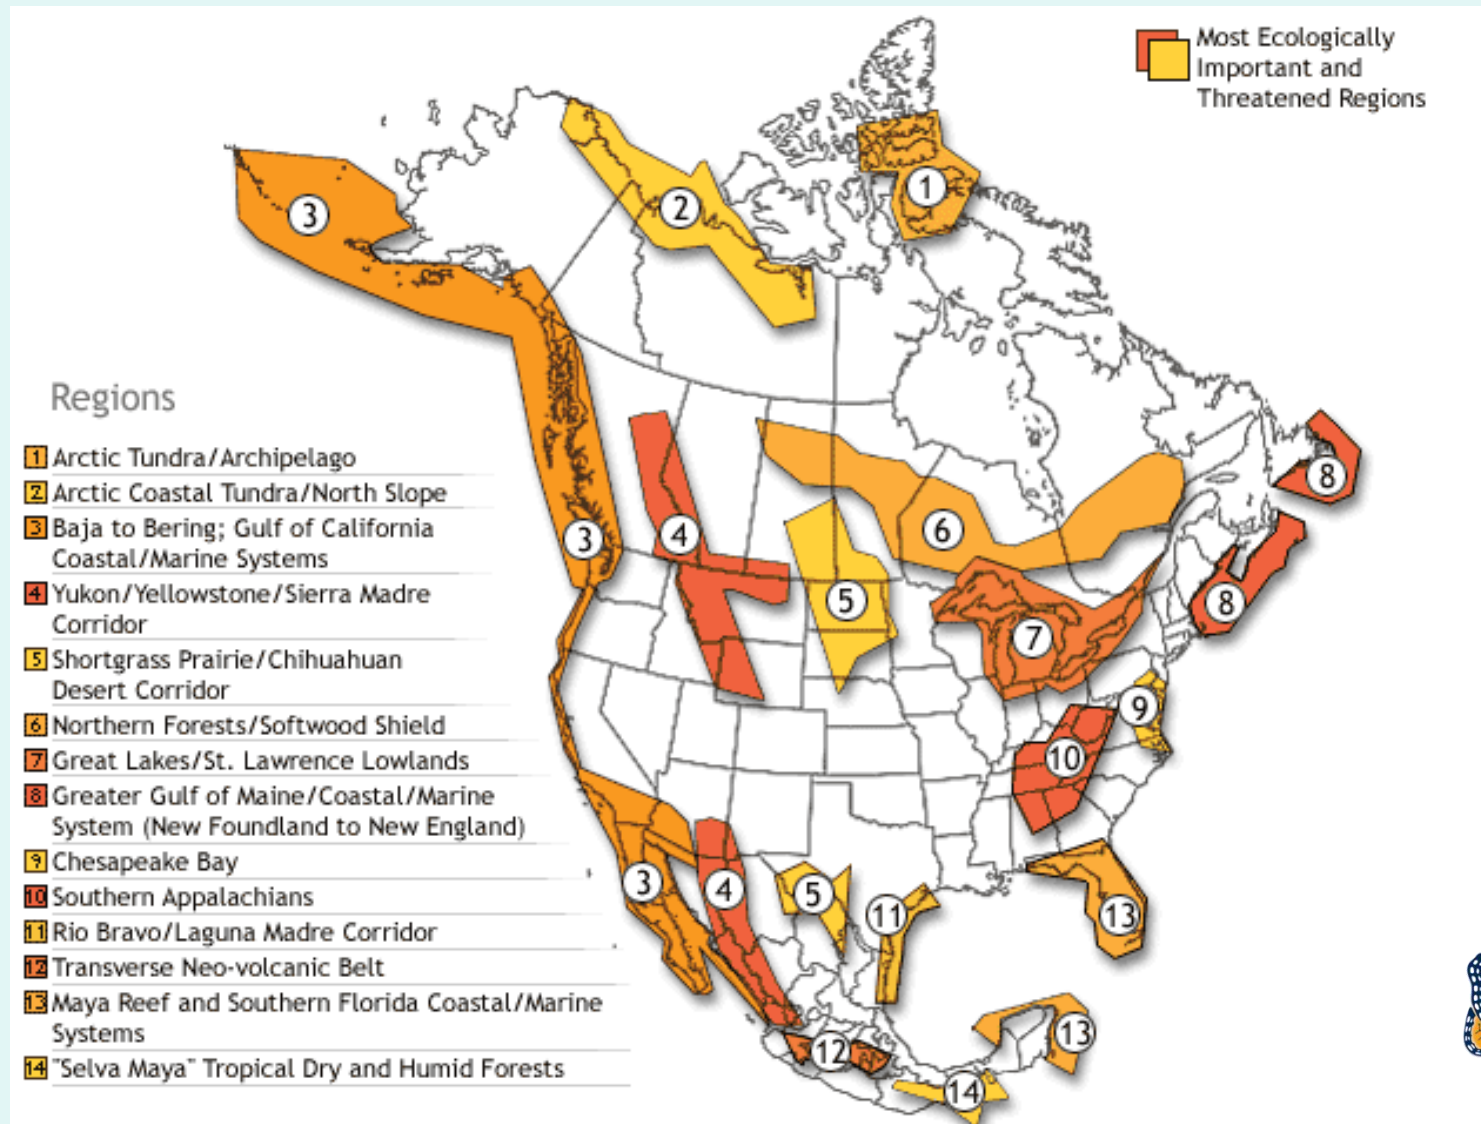 Most Ecologically
Important and
Threatened Regions
1
2
3
Regions
1 Arctic Tundra/Archipelago
2 Arctic Coastal Tundra/North Slope
3 Baja to Bering; Gulf of California
Coastal/Marine Systems
4 Yukon/Yellowstone/Sierra Madre
Corridor
5 Shortgrass Prairie/Chihuahuan
Desert Corridor
6 Northern Forests/Softwood Shield
7 Great Lakes/St. Lawrence Lowlands
8 Greater Gulf of Maine/Coastal/Marine
System (New Foundland to New England)
9 Chesapeake Bay
10 Southern Appalachians
11 Rio Bravo/Laguna Madre Corridor
12 Transverse Neo-volcanic Belt
13 Maya Reef and Southern Florida Coastal/Marine
Systems
14 "Selva Maya" Tropical Dry and Humid Forests
8
6
4
3
5
8
7
9
10
3
4
5
11
13
13
12
14